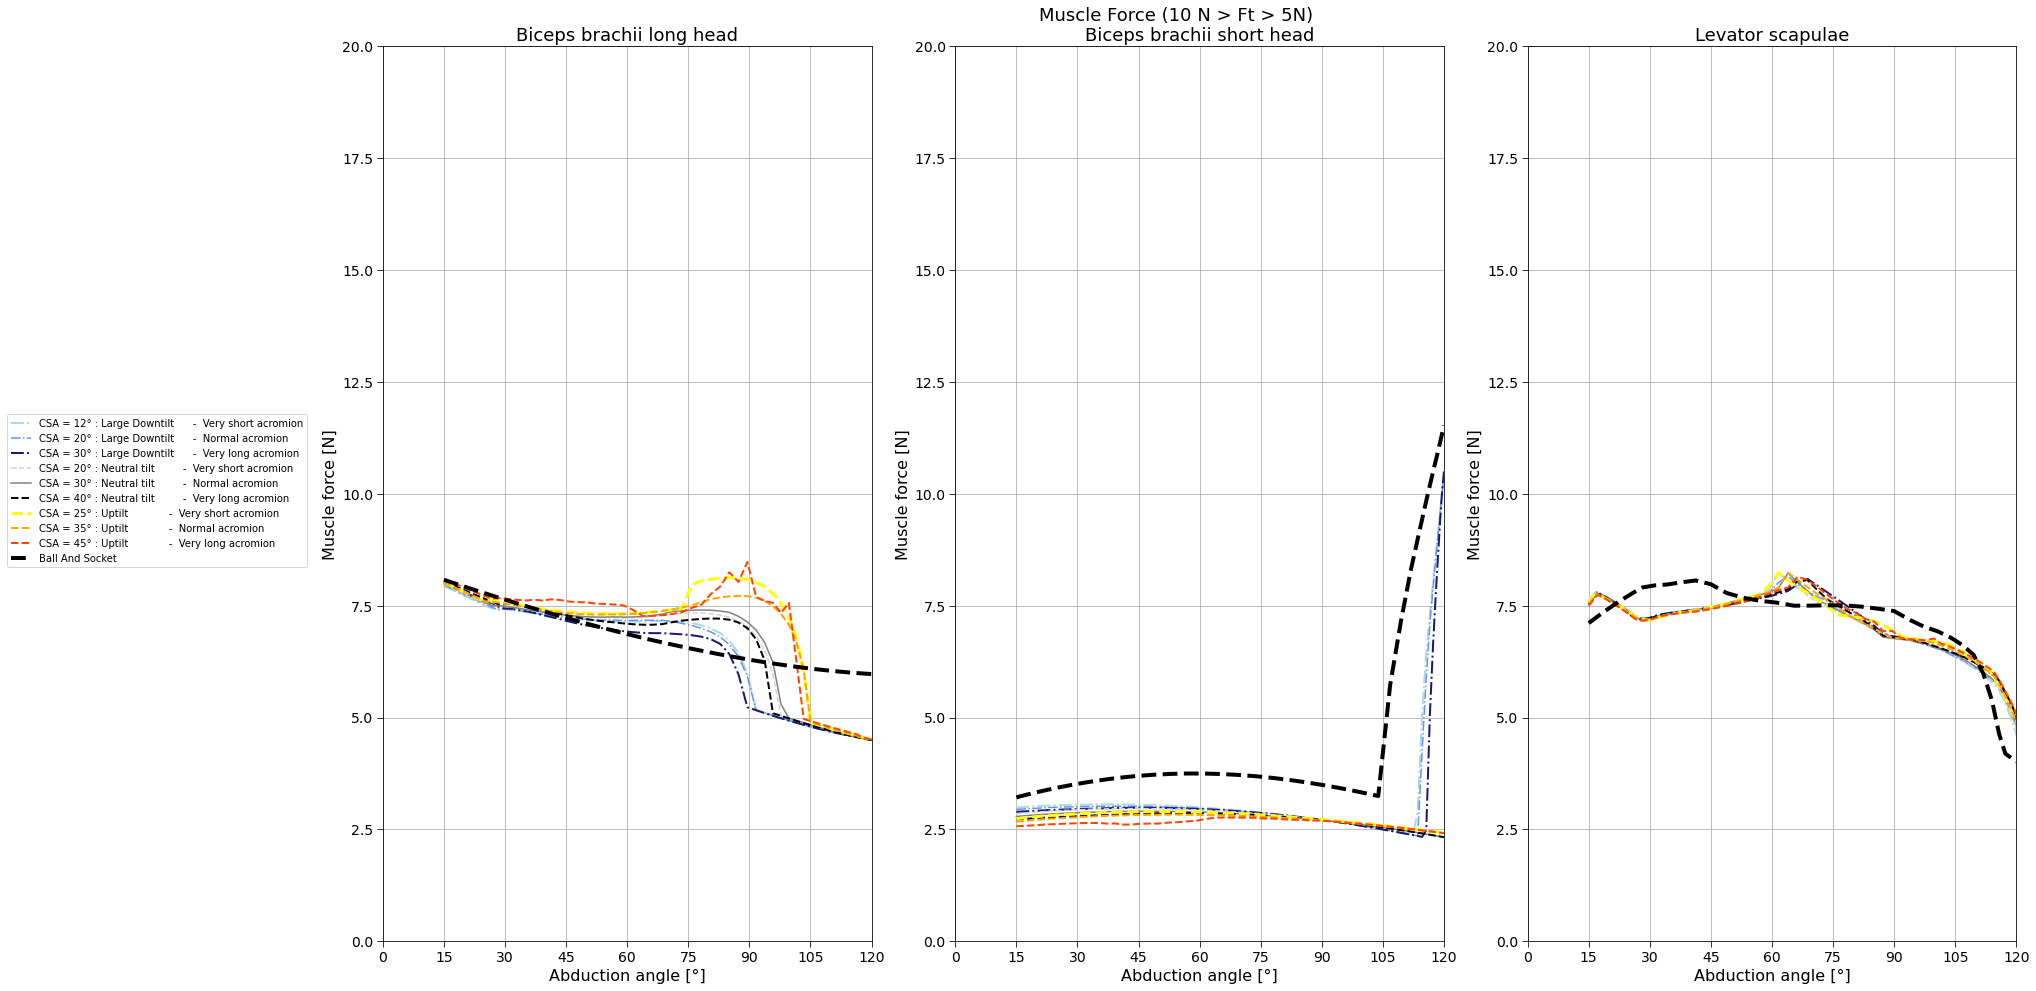 Muscle Force (10 N > Ft > 5N)
Biceps brachii long head
Biceps brachii short head
Levator scapulae
CSA = 12° : Large Downtilt - Very short acromion
CSA = 20° : Large Downtilt - Normal acromion
CSA = 30° : Large Downtilt - Very long acromion
CSA = 20° : Neutral tilt - Very short acromion
CSA = 30° : Neutral tilt - Normal acromion
CSA = 40° : Neutral tilt - Very long acromion
CSA = 25° : Uptilt - Very short acromion
CSA = 35° : Uptilt - Normal acromion
CSA = 45° : Uptilt - Very long acromion
Ball And Socket
Muscle force [N]
20.0
17.5
15.0
12.5
10.0
7.5
5.0
2.5
0.0
0 15 30 45 60 75 90 105 120
Abduction angle [°]
Muscle force [N]
20.0
17.5
15.0
12.5
10.0
7.5
5.0
2.5
0.0
0 15 30 45 60 75 90 105 120
Abduction angle [°]
Muscle force [N]
20.0
17.5
15.0
12.5
10.0
7.5
5.0
2.5
0.0
0 15 30 45 60 75 90 105 120
Abduction angle [°]